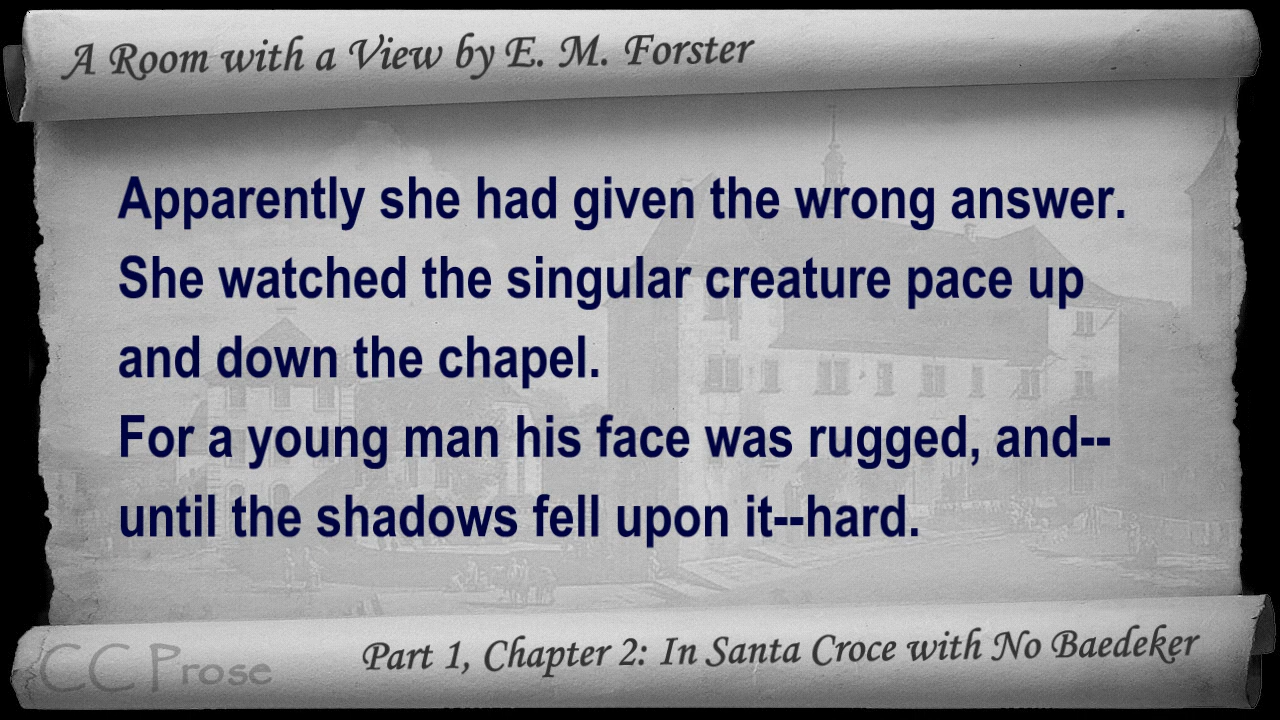 A Room with a View by E. M. Forster
Apparently she had given the wrong answer.
She watched the singular creature pace up
and down the chapel.
For a young man his face was rugged, and--
until the shadows fell upon it--hard.
Part 1, Chapter 2: In Santa Croce with No Baedeker
CC Prose